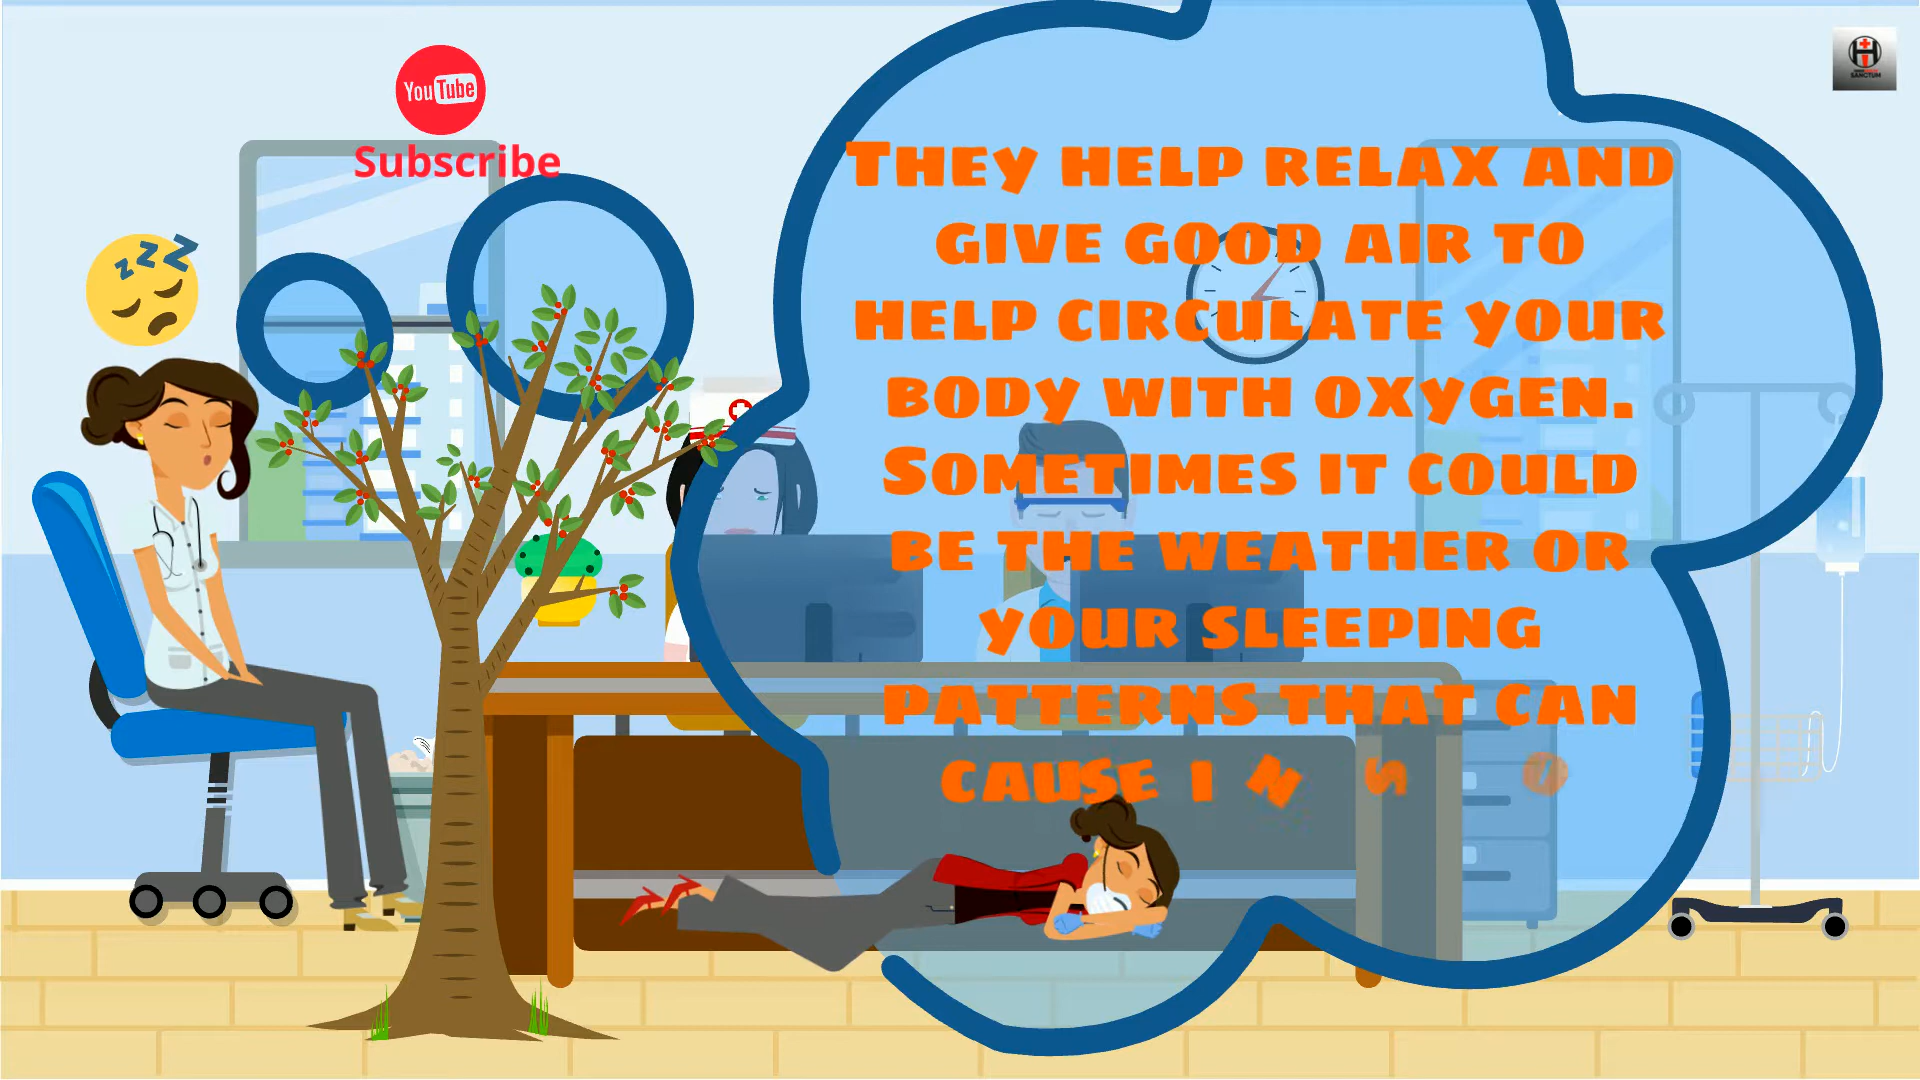 YouTube
Subscribe
SANCTUM
z z z
They help relax and
give good air to
help circulate your
body with oxygen.
Sometimes it could
be the weather or
your sleeping
patterns that can
cause i n s o